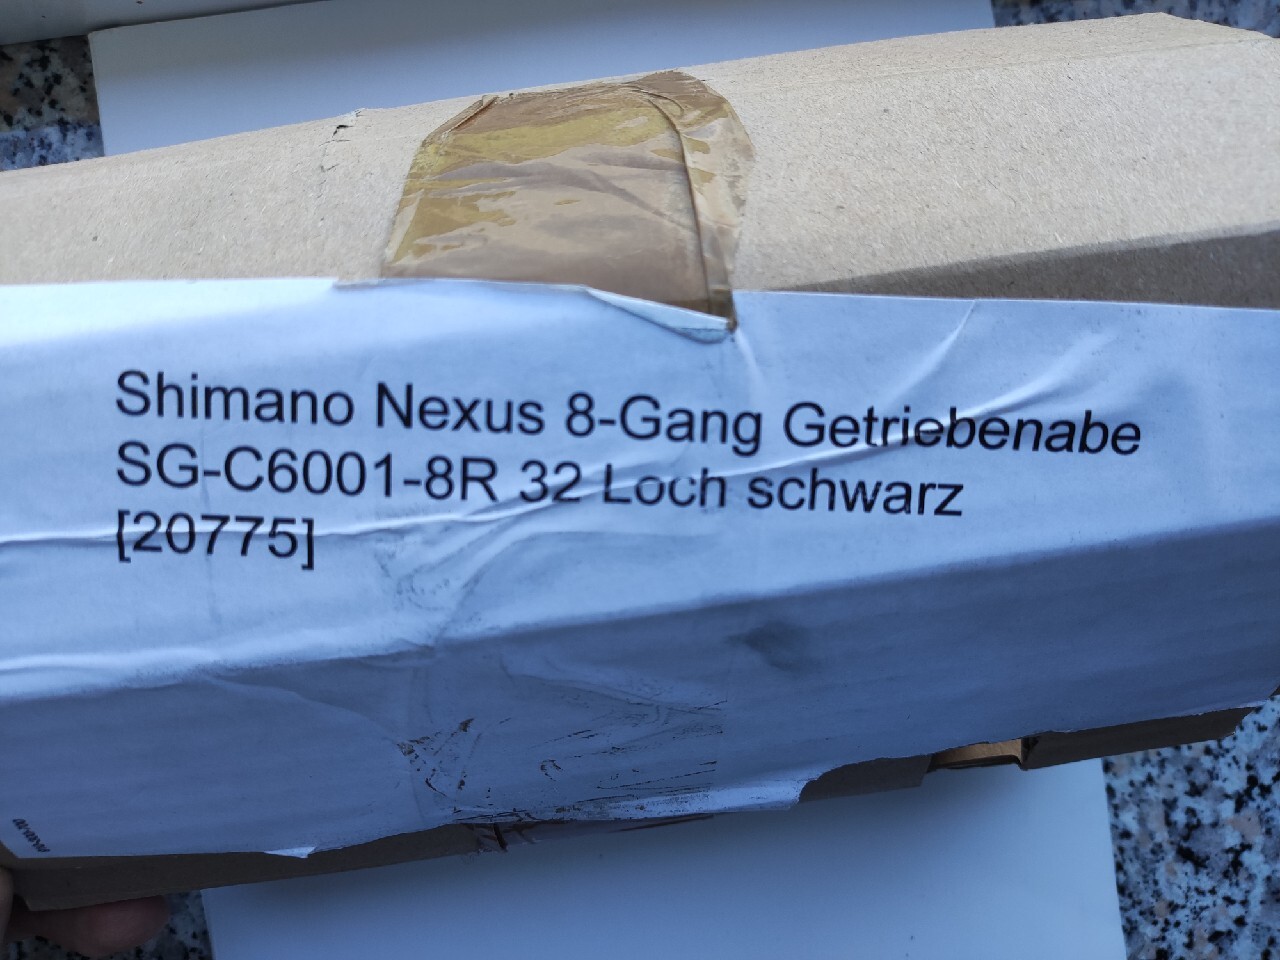 Shimano Nexus 8-Gang Getriebenabe
SG-C6001-8R 32 Loch schwarz
[20775]